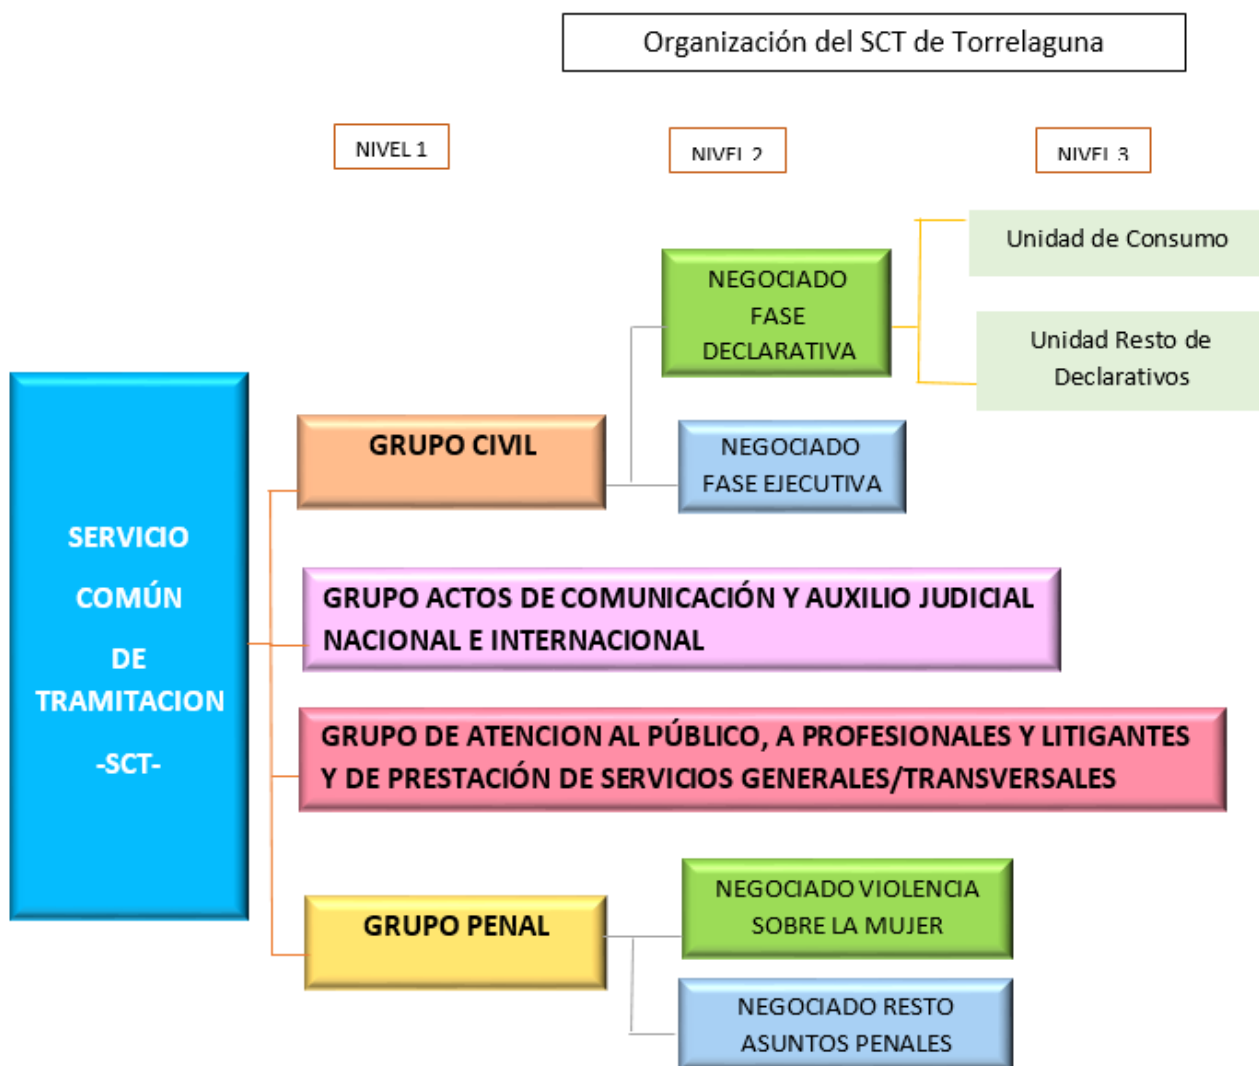 Organización del SCT de Torrelaguna
NIVEL 1
NIVEL 2
NIVEL 3
Unidad de Consumo
NEGOCIADO
FASE
DECLARATIVA
Unidad Resto de
Declarativos
GRUPO CIVIL
NEGOCIADO
FASE EJECUTIVA
SERVICIO
COMÚN
DE
TRAMITACION
-SCT-
GRUPO ACTOS DE COMUNICACIÓN Y AUXILIO JUDICIAL
NACIONAL E INTERNACIONAL
GRUPO DE ATENCION AL PÚBLICO, A PROFESIONALES Y LITIGANTES
Y DE PRESTACIÓN DE SERVICIOS GENERALES/TRANSVERSALES
GRUPO PENAL
NEGOCIADO VIOLENCIA
SOBRE LA MUJER
NEGOCIADO RESTO
ASUNTOS PENALES